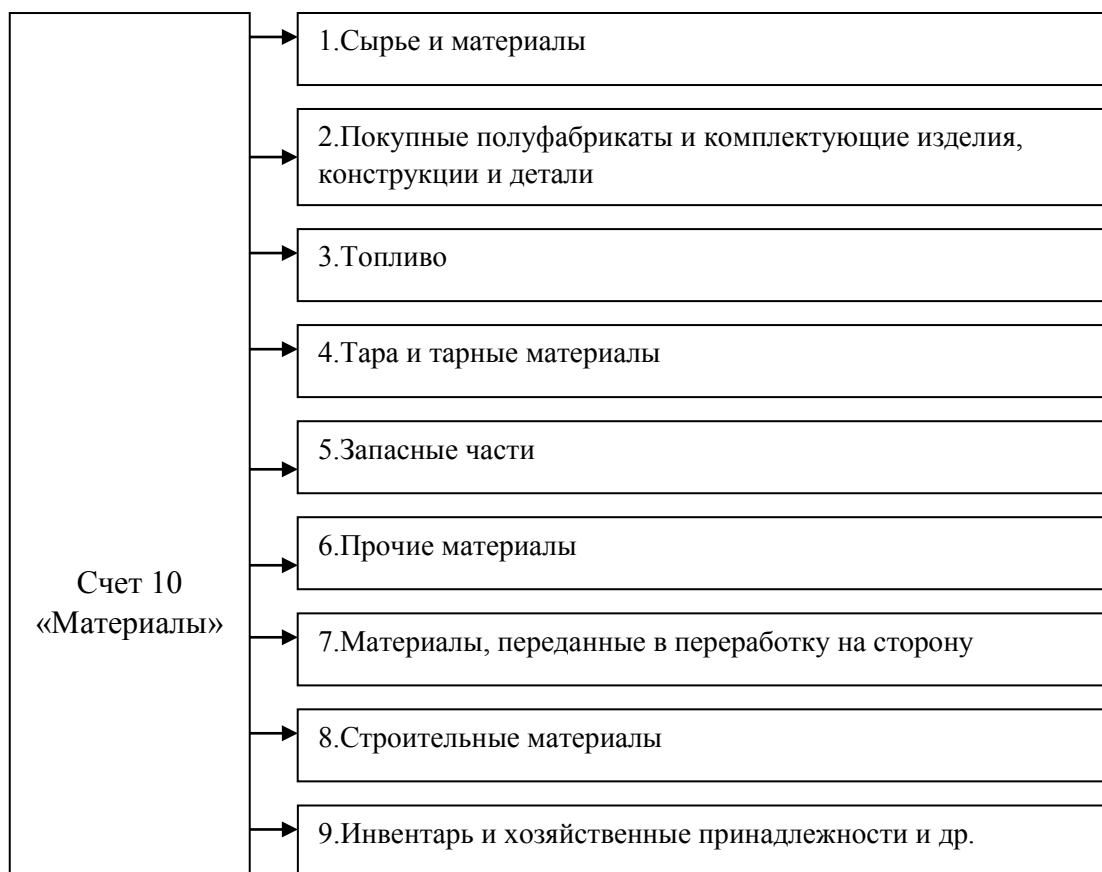 1.Сырье и материалы
2.Покупные полуфабрикаты и комплектующие изделия,
конструкции и детали
3.Топливо
4.Тара и тарные материалы
5.Запасные части
6.Прочие материалы
Счет 10
«Материалы»
7.Материалы, переданные в переработку на сторону
8.Строительные материалы
9.Инвентарь и хозяйственные принадлежности и др.